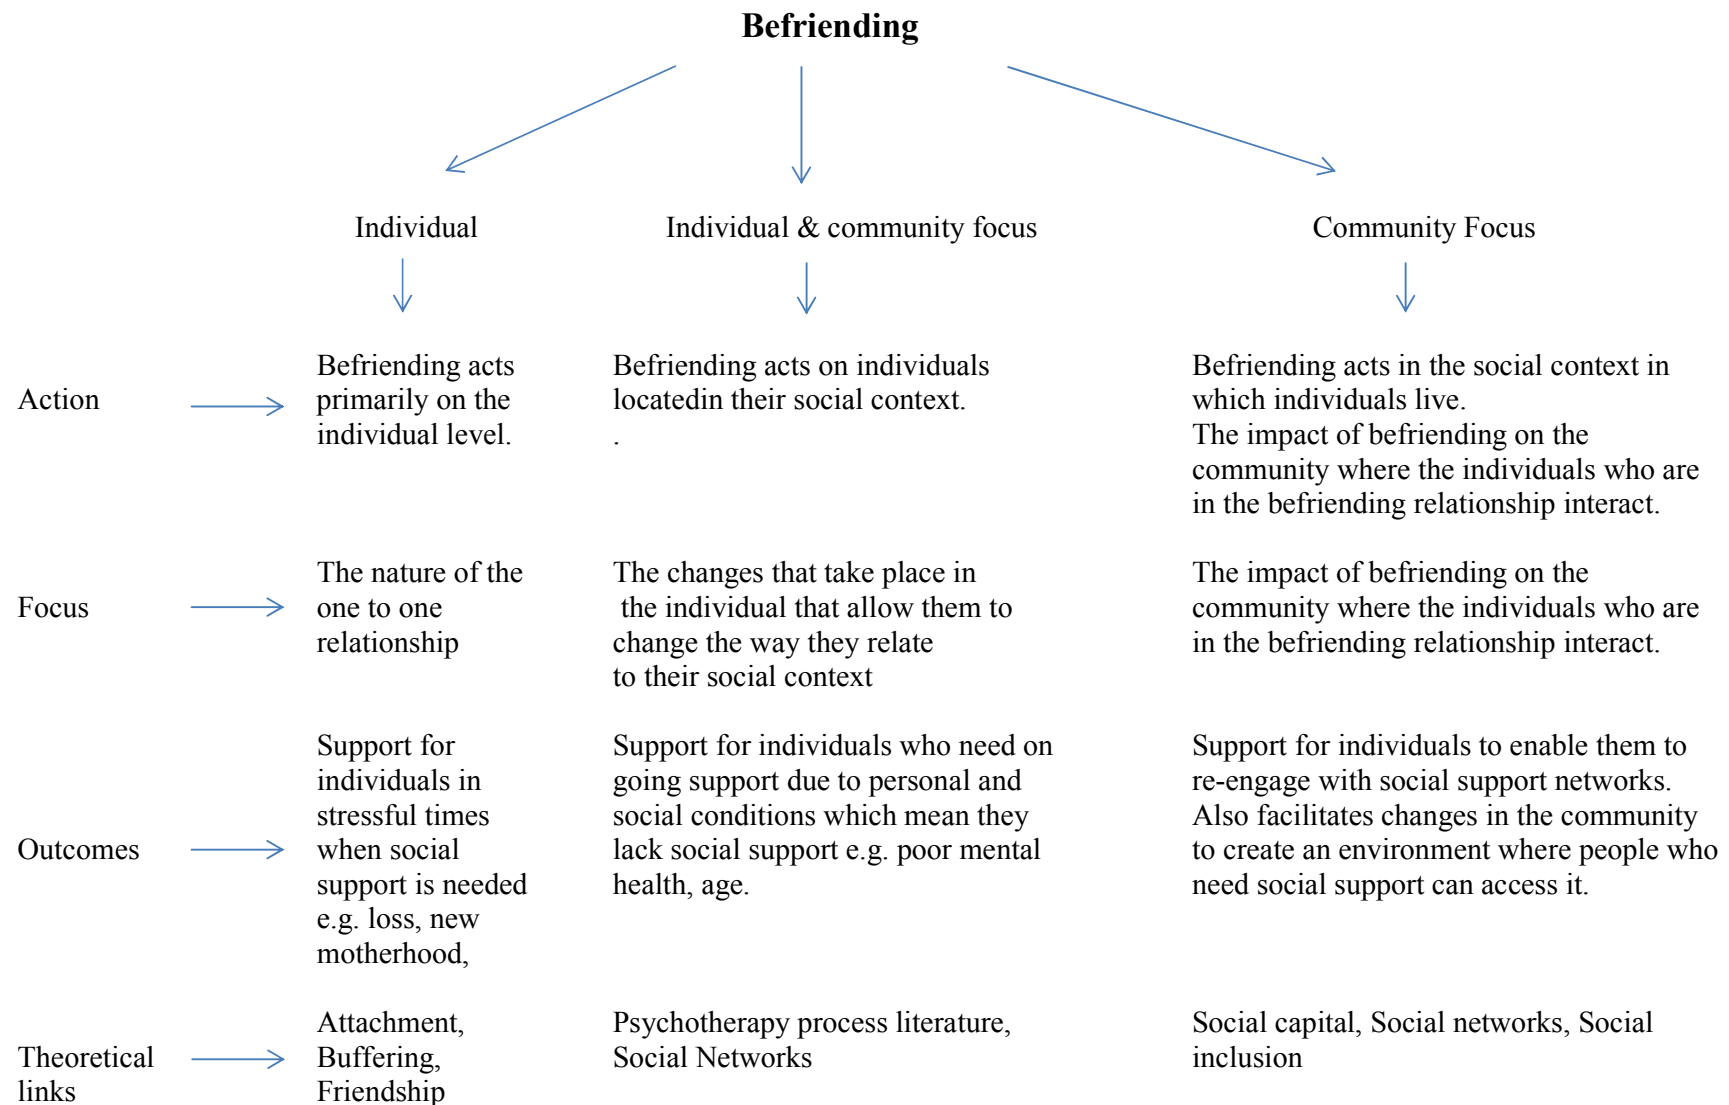 Befriending
Individual
Individual & community focus
Community Focus
Action
Befriending acts
primarily on the
individual level.
Befriending acts on individuals
locatedin their social context.
.
Befriending acts in the social context in
which individuals live.
The impact of befriending on the
community where the individuals who are
in the befriending relationship interact.
Focus
The nature of the
one to one
relationship
The changes that take place in
the individual that allow them to
change the way they relate
to their social context
The impact of befriending on the
community where the individuals who are
in the befriending relationship interact.
Outcomes
Support for
individuals in
stressful times
when social
support is needed
e.g. loss, new
motherhood,
Support for individuals who need on
going support due to personal and
social conditions which mean they
lack social support e.g. poor mental
health, age.
Support for individuals to enable them to
re-engage with social support networks.
Also facilitates changes in the community
to create an environment where people who
need social support can access it.
Theoretical
links
Attachment,
Buffering,
Friendship
Psychotherapy process literature,
Social Networks
Social capital, Social networks, Social
inclusion